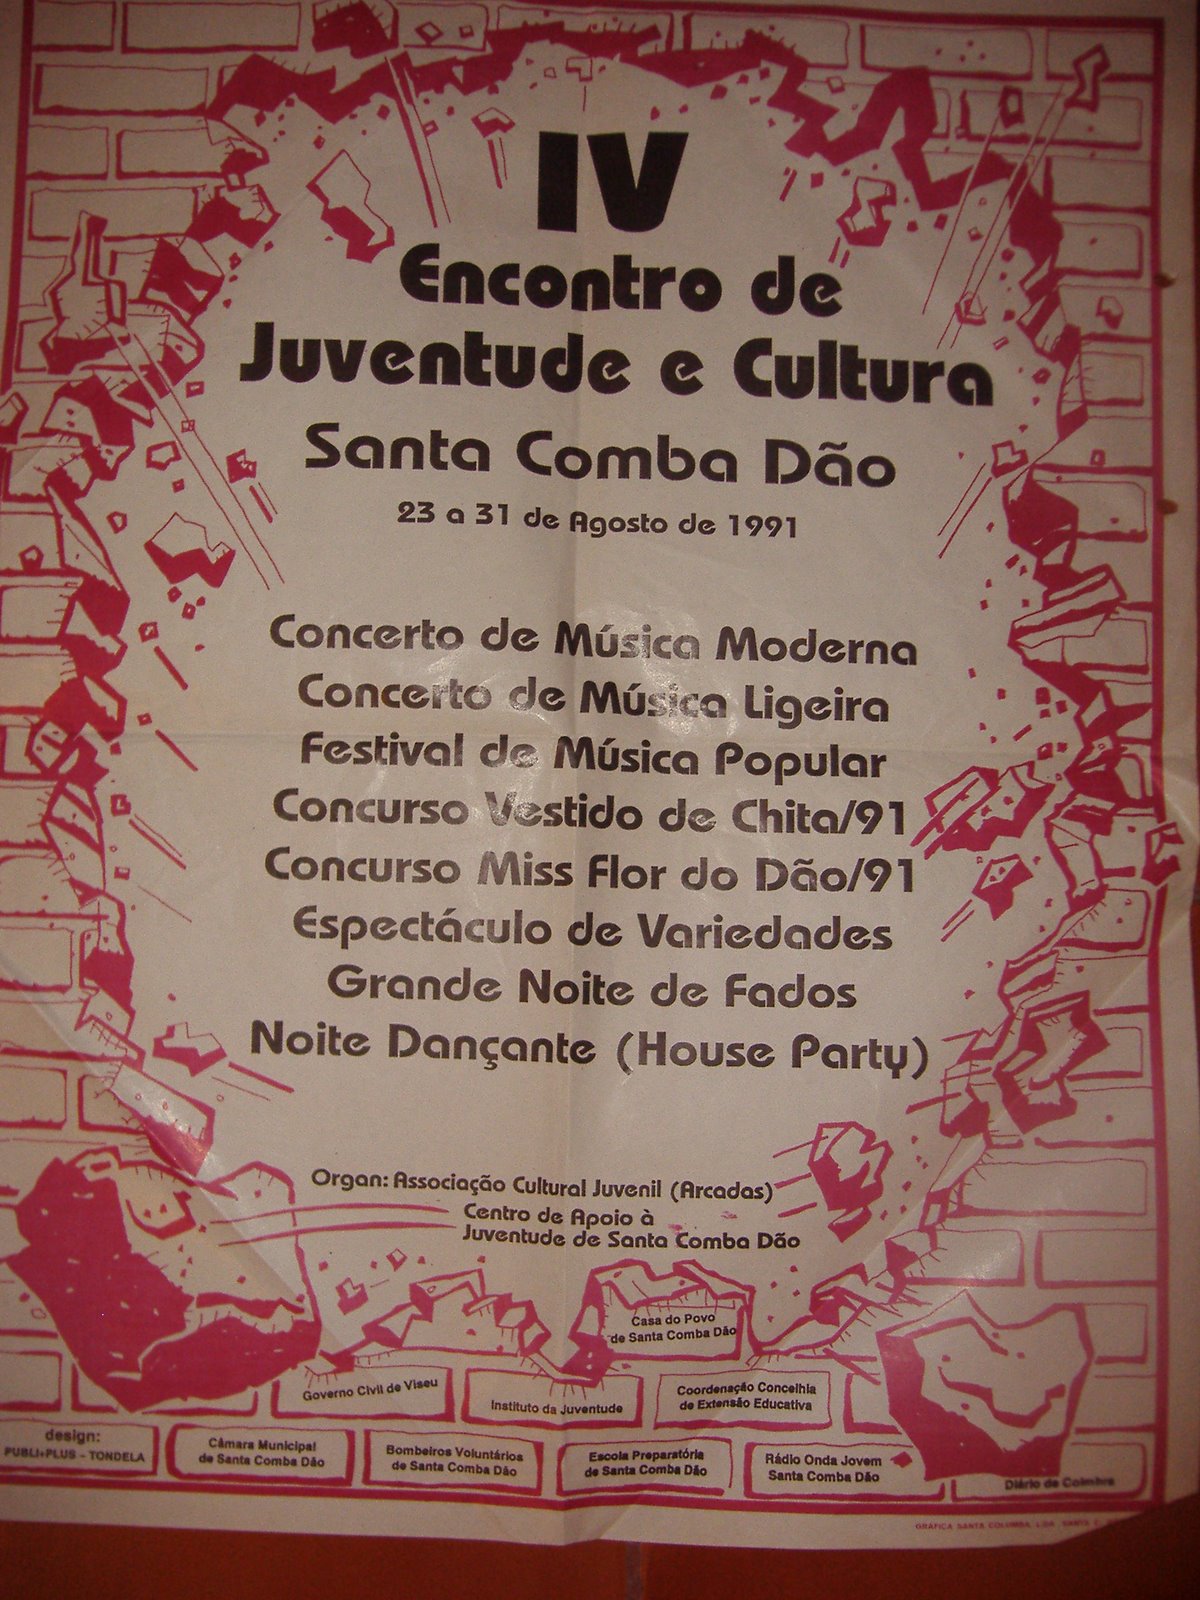 IV
Encontro de
Juventude e Cultura
Santa Comba Dão
23 a 31 de Agosto de 1991
Concerto de Música Moderna
Concerto de Música Ligeira
Festival de Música Popular
Concurso Vestido de Chita/91
Concurso Miss Flor do Dão/91
Espectáculo de Variedades
Grande Noite de Fados
Noite Dançante (House Party)
Organ: Associação Cultural Juvenil (Arcadas)
Centro de Apoio à
Juventude de Santa Comba Dão
Casa do Povo
de Santa Comba Dão
Governo Civil de Viseu
Instituto da Juventude
Coordenação Concelhia
de Extensão Educativa
design:
PUBLI+PLUS - TONDELA
Câmara Municipal
de Santa Comba Dão
Bombeiros Voluntários
de Santa Comba Dão
Escola Preparatória
de Santa Comba Dão
Rádio Onda Jovem
Santa Comba Dão
Diário de Coimbra
GRÁFICA SANTA COLUMBA, LDA. SANTA C.